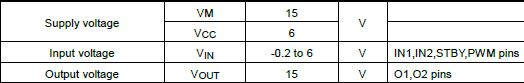 Supply voltage VM 15 V
VCC 6
Input voltage VIN -0.2 to 6 V IN1,IN2,STBY,PWM pins
Output voltage VOUT 15 V O1,O2 pins